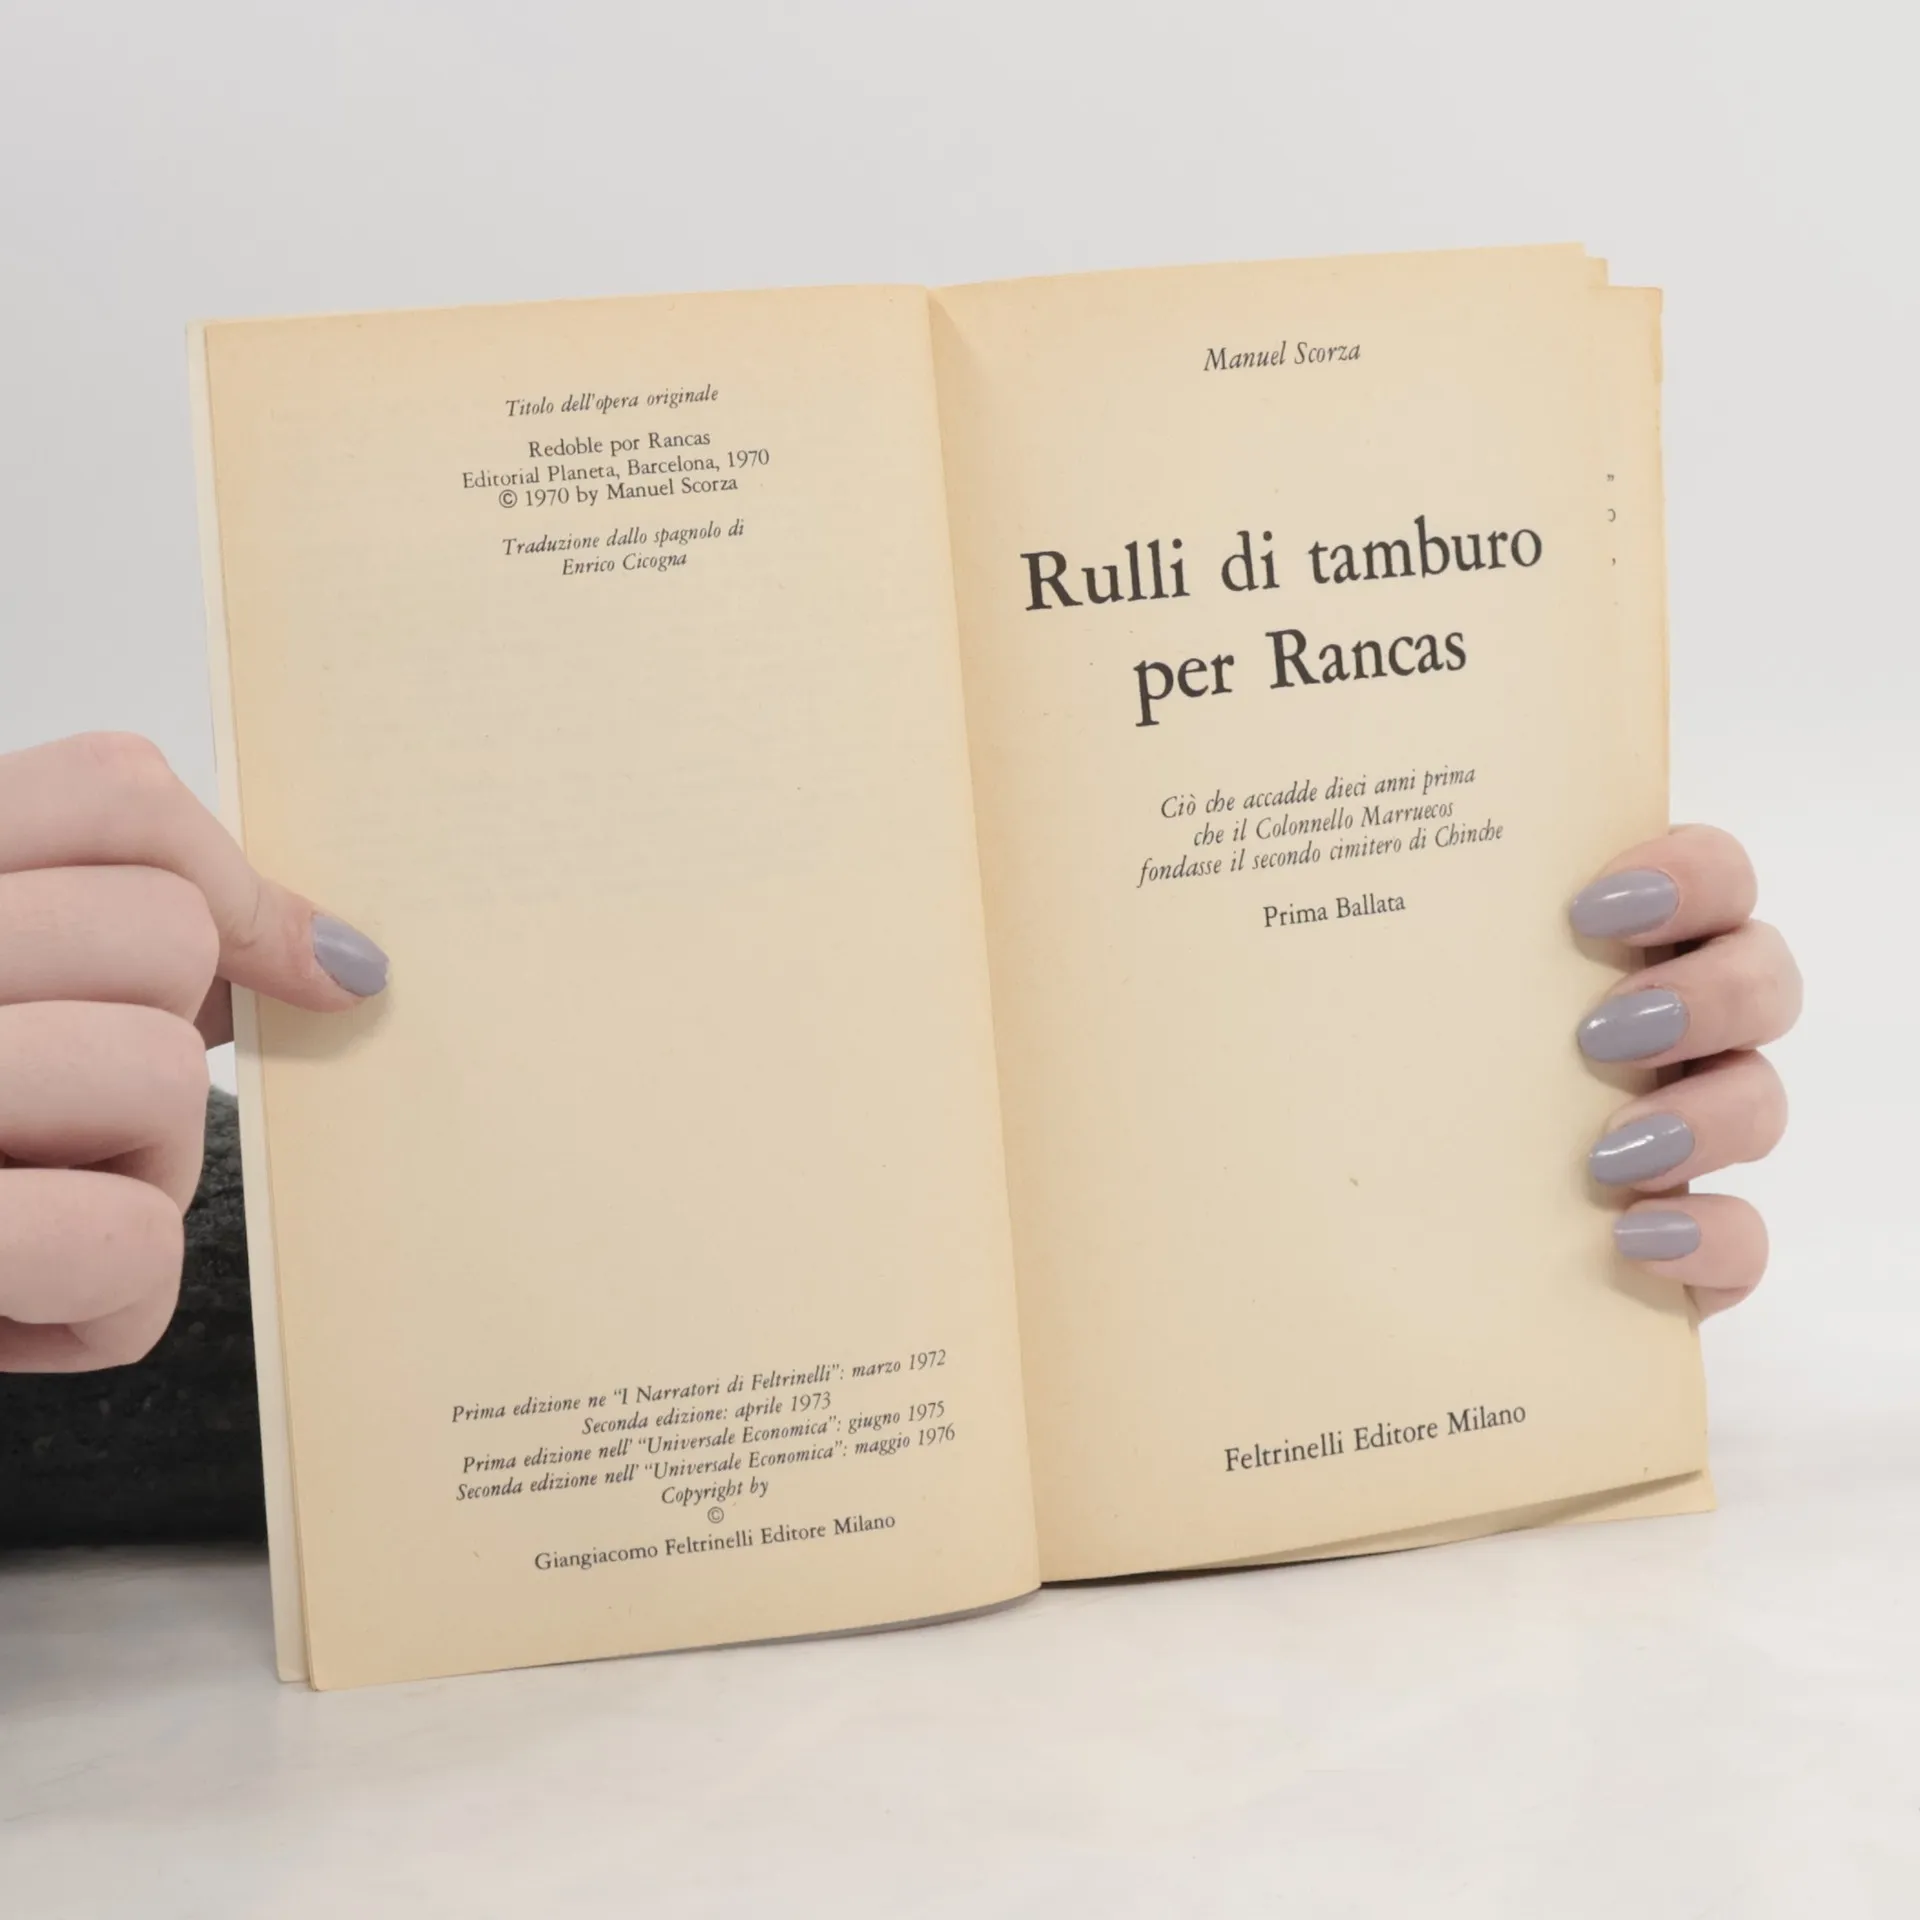 Titolo dell'opera originale
Redoble por Rancas
Editorial Planeta, Barcelona, 1970
© 1970 by Manuel Scorza
Traduzione dallo spagnolo di
Enrico Cicogna
Prima edizione ne “I Narratori di Feltrinelli”: marzo 1972
Seconda edizione: aprile 1973
Prima edizione nell' “Universale Economica”: giugno 1975
Seconda edizione nell' “Universale Economica”: maggio 1976
Copyright by
©
Giangiacomo Feltrinelli Editore Milano
Manuel Scorza
Rulli di tamburo
per Rancas
Ciò che accadde dieci anni prima
che il Colonnello Marruecos
fondasse il secondo cimitero di Chinche
Prima Ballata
Feltrinelli Editore Milano